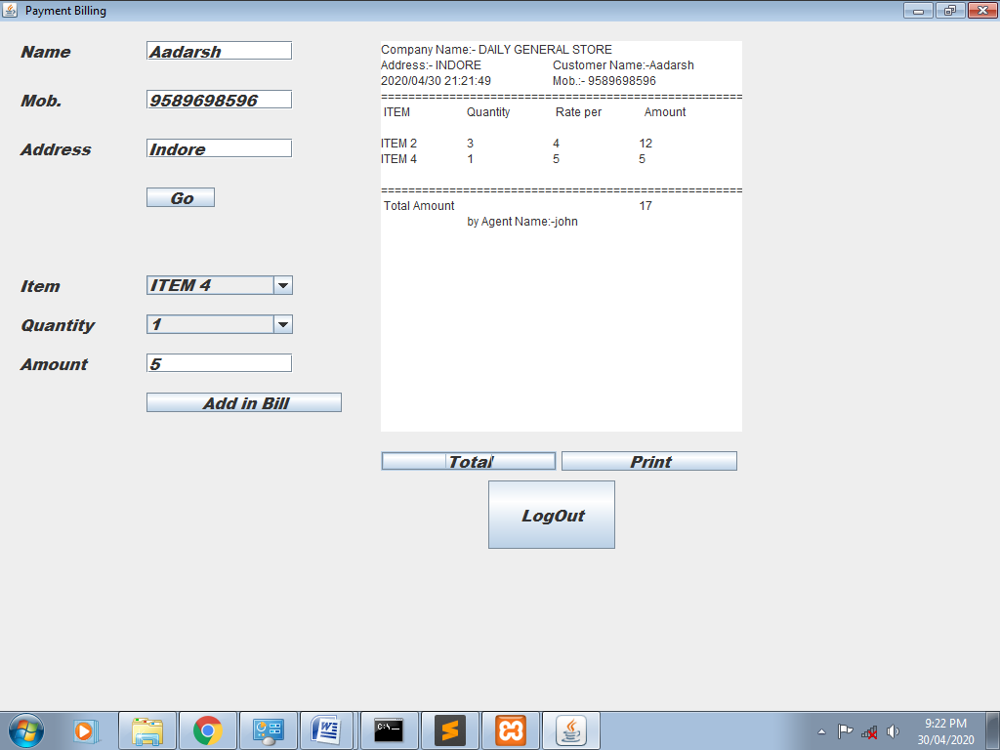 Payment Billing
Name Aadarsh
Mob. 9589698596
Address Indore
Go
Item ITEM 4
Quantity 1
Amount 5
Add in Bill
Company Name:- DAILY GENERAL STORE
Address:- INDORE Customer Name:-Aadarsh
2020/04/30 21:21:49 Mob.:- 9589698596
=====================================================
ITEM Quantity Rate per Amount
ITEM 2 3 4 12
ITEM 4 1 5 5
=====================================================
Total Amount 17
by Agent Name:-john
Total Print
LogOut
C:\_
9:22 PM
30/04/2020